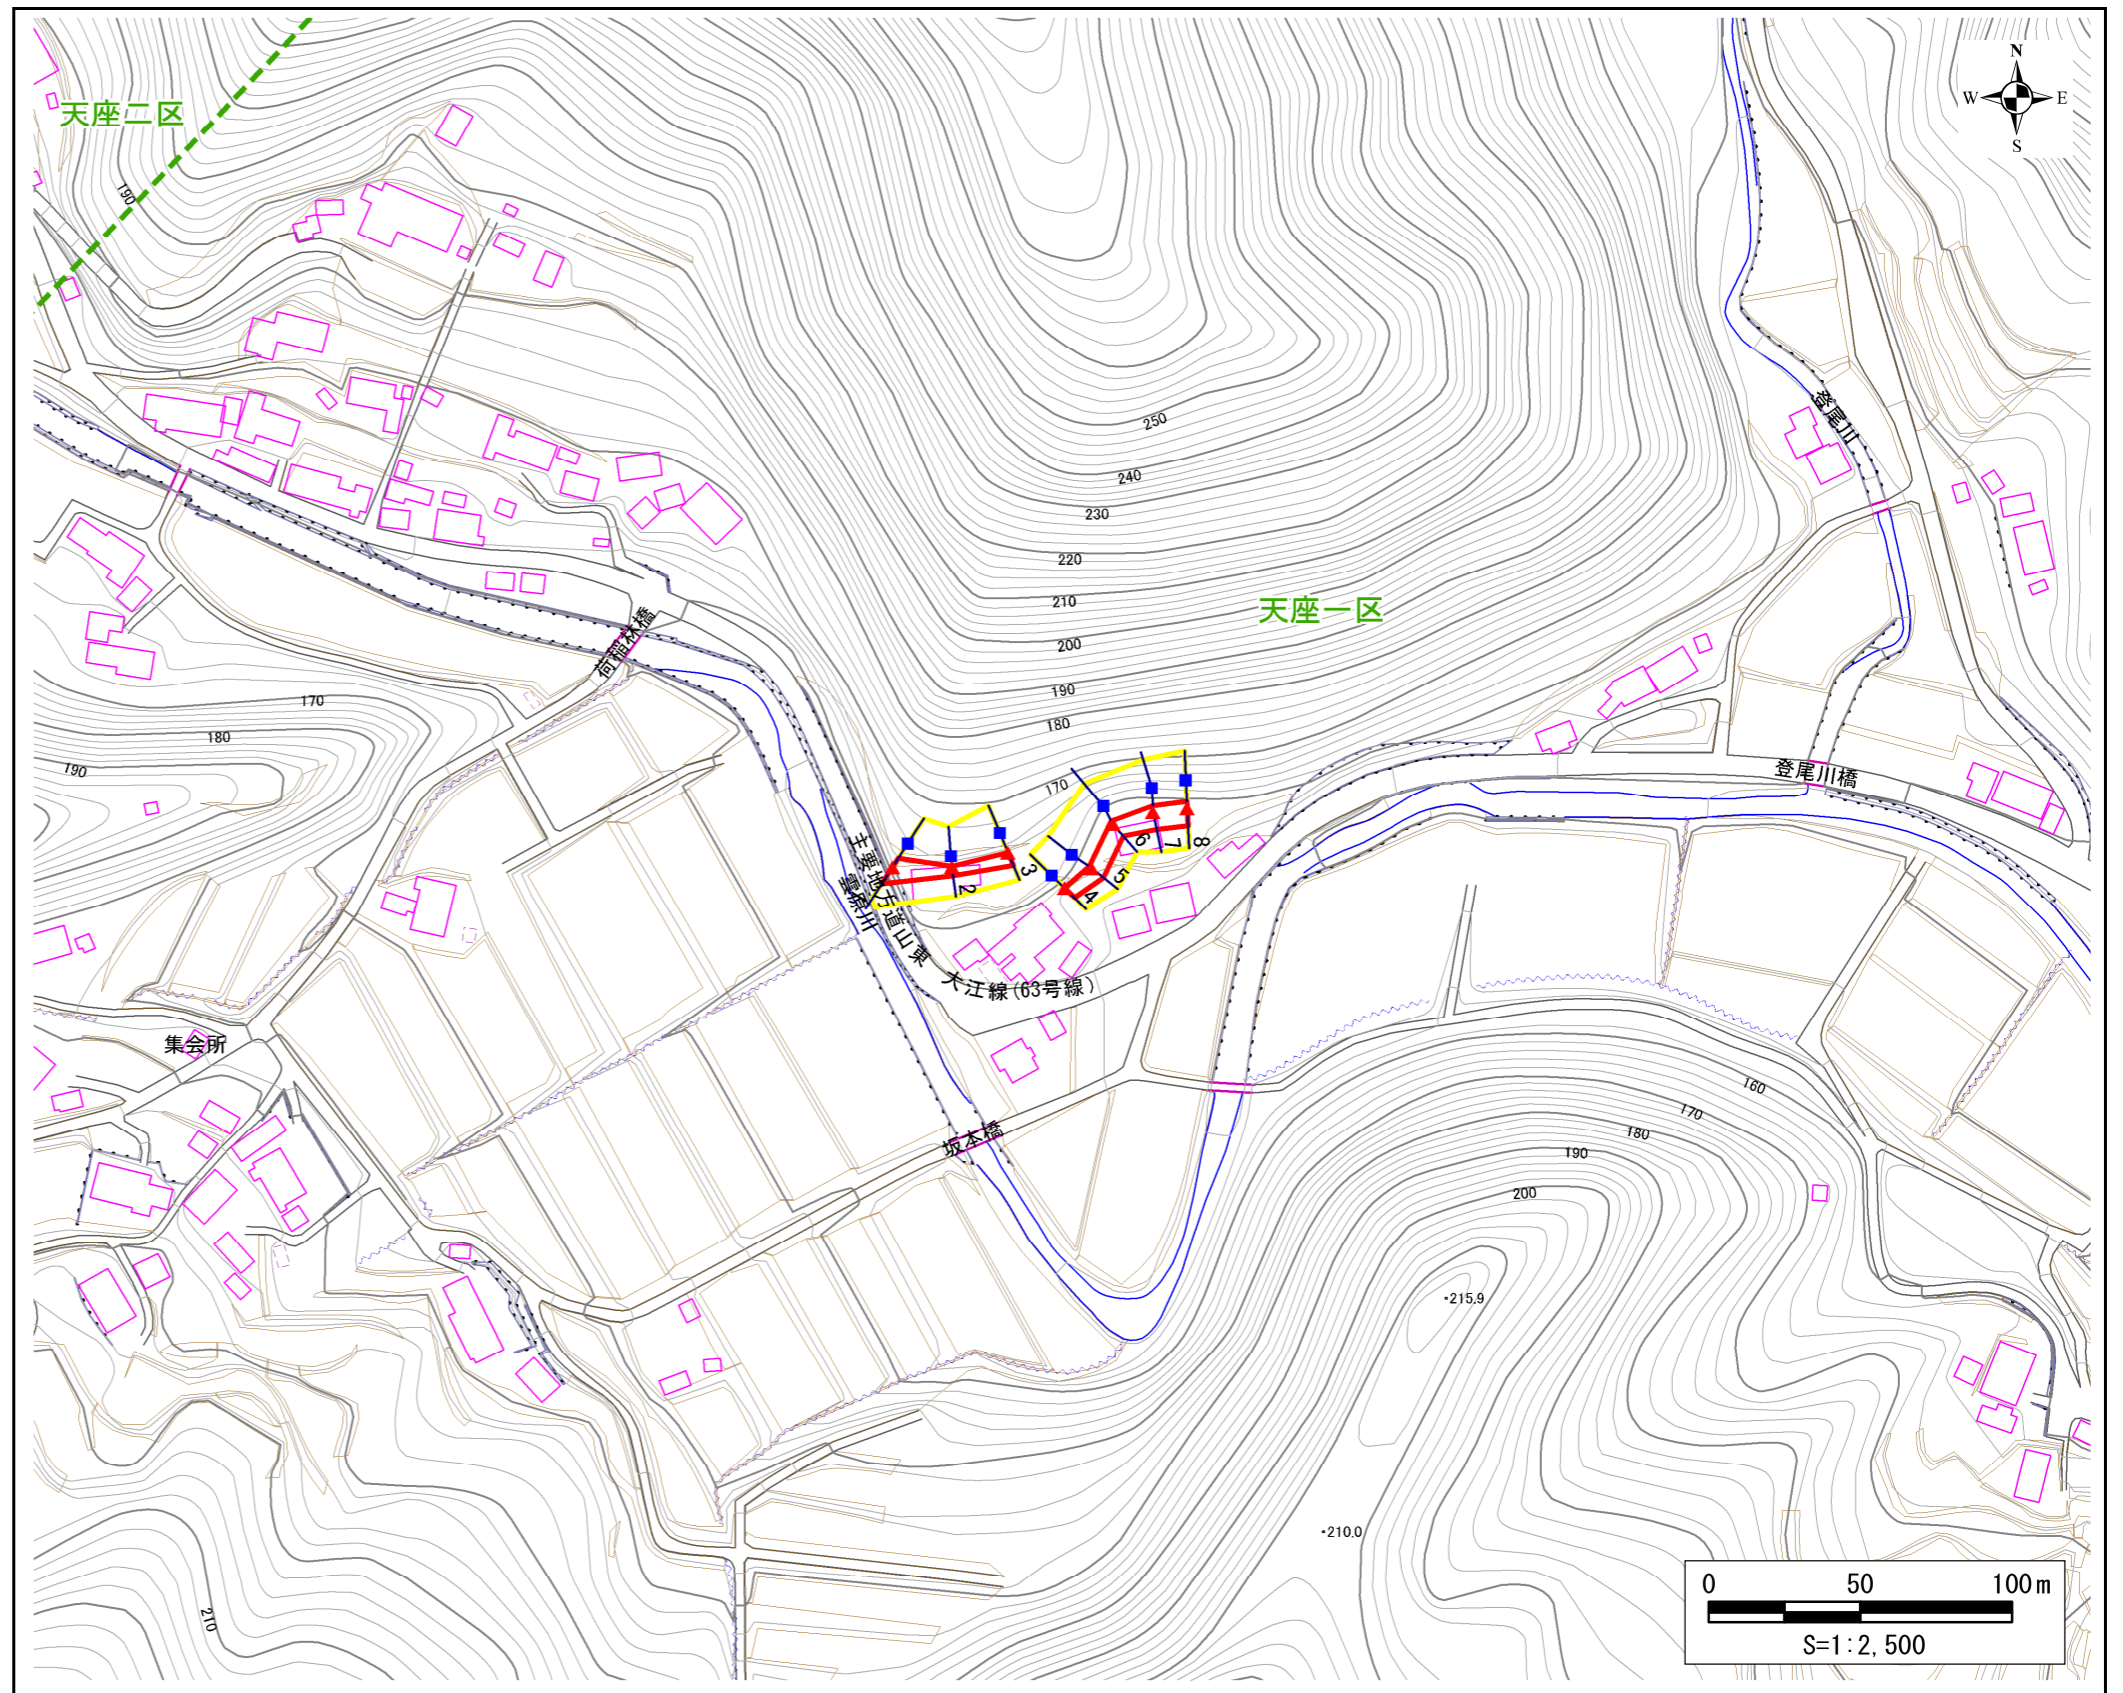 N
W E
S
天座二区
190
登尾川
250
240
230
220
210
天座一区
200
190
180
荷稲林橋
170
180
190
170
登尾川橋
主要地方道山東
大江線(63号線)
雲原川
2
3
4
5
6
7
8
集会所
坂本橋
160
170
180
190
200
・215.9
・210.0
210
0 50 100m
S=1:2,500